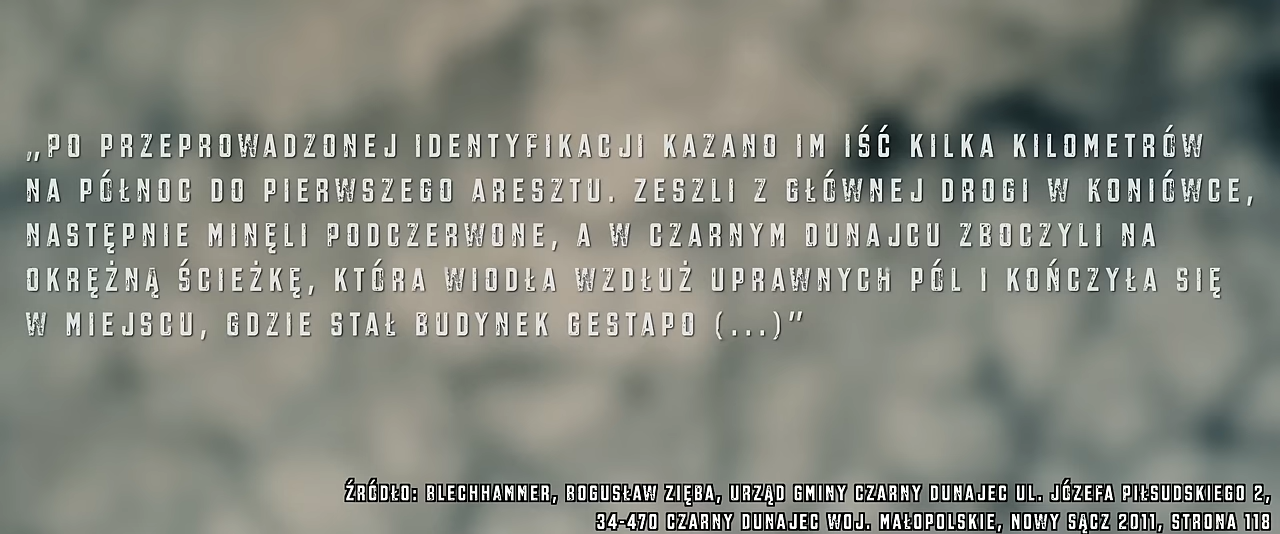 „PO PRZEPROWADZONEJ IDENTYFIKACJI KAZANO IM IŚĆ KILKA KILOMETRÓW
NA PÓŁNOC DO PIERWSZEGO ARESZTU. ZESZLI Z GŁÓWNEJ DROGI W KONIÓWCE,
NASTĘPNIE MINĘLI PODCZERWONE, A W CZARNYM DUNAJCU ZBOCZYLI NA
OKRĘŻNĄ ŚCIEŻKĘ, KTÓRA WIODŁA WZDŁUŻ UPRAWNYCH PÓL I KOŃCZYŁA SIĘ
W MIEJSCU, GDZIE STAŁ BUDYNEK GESTAPO (...)”
ŹRÓDŁO: BLECHHAMMER, BOGUSŁAW ZIĘBA, URZĄD GMINY CZARNY DUNAJEC UL. JÓZEFA PIŁSUDSKIEGO 2,
34-470 CZARNY DUNAJEC WOJ. MAŁOPOLSKIE, NOWY SĄCZ 2011, STRONA 118